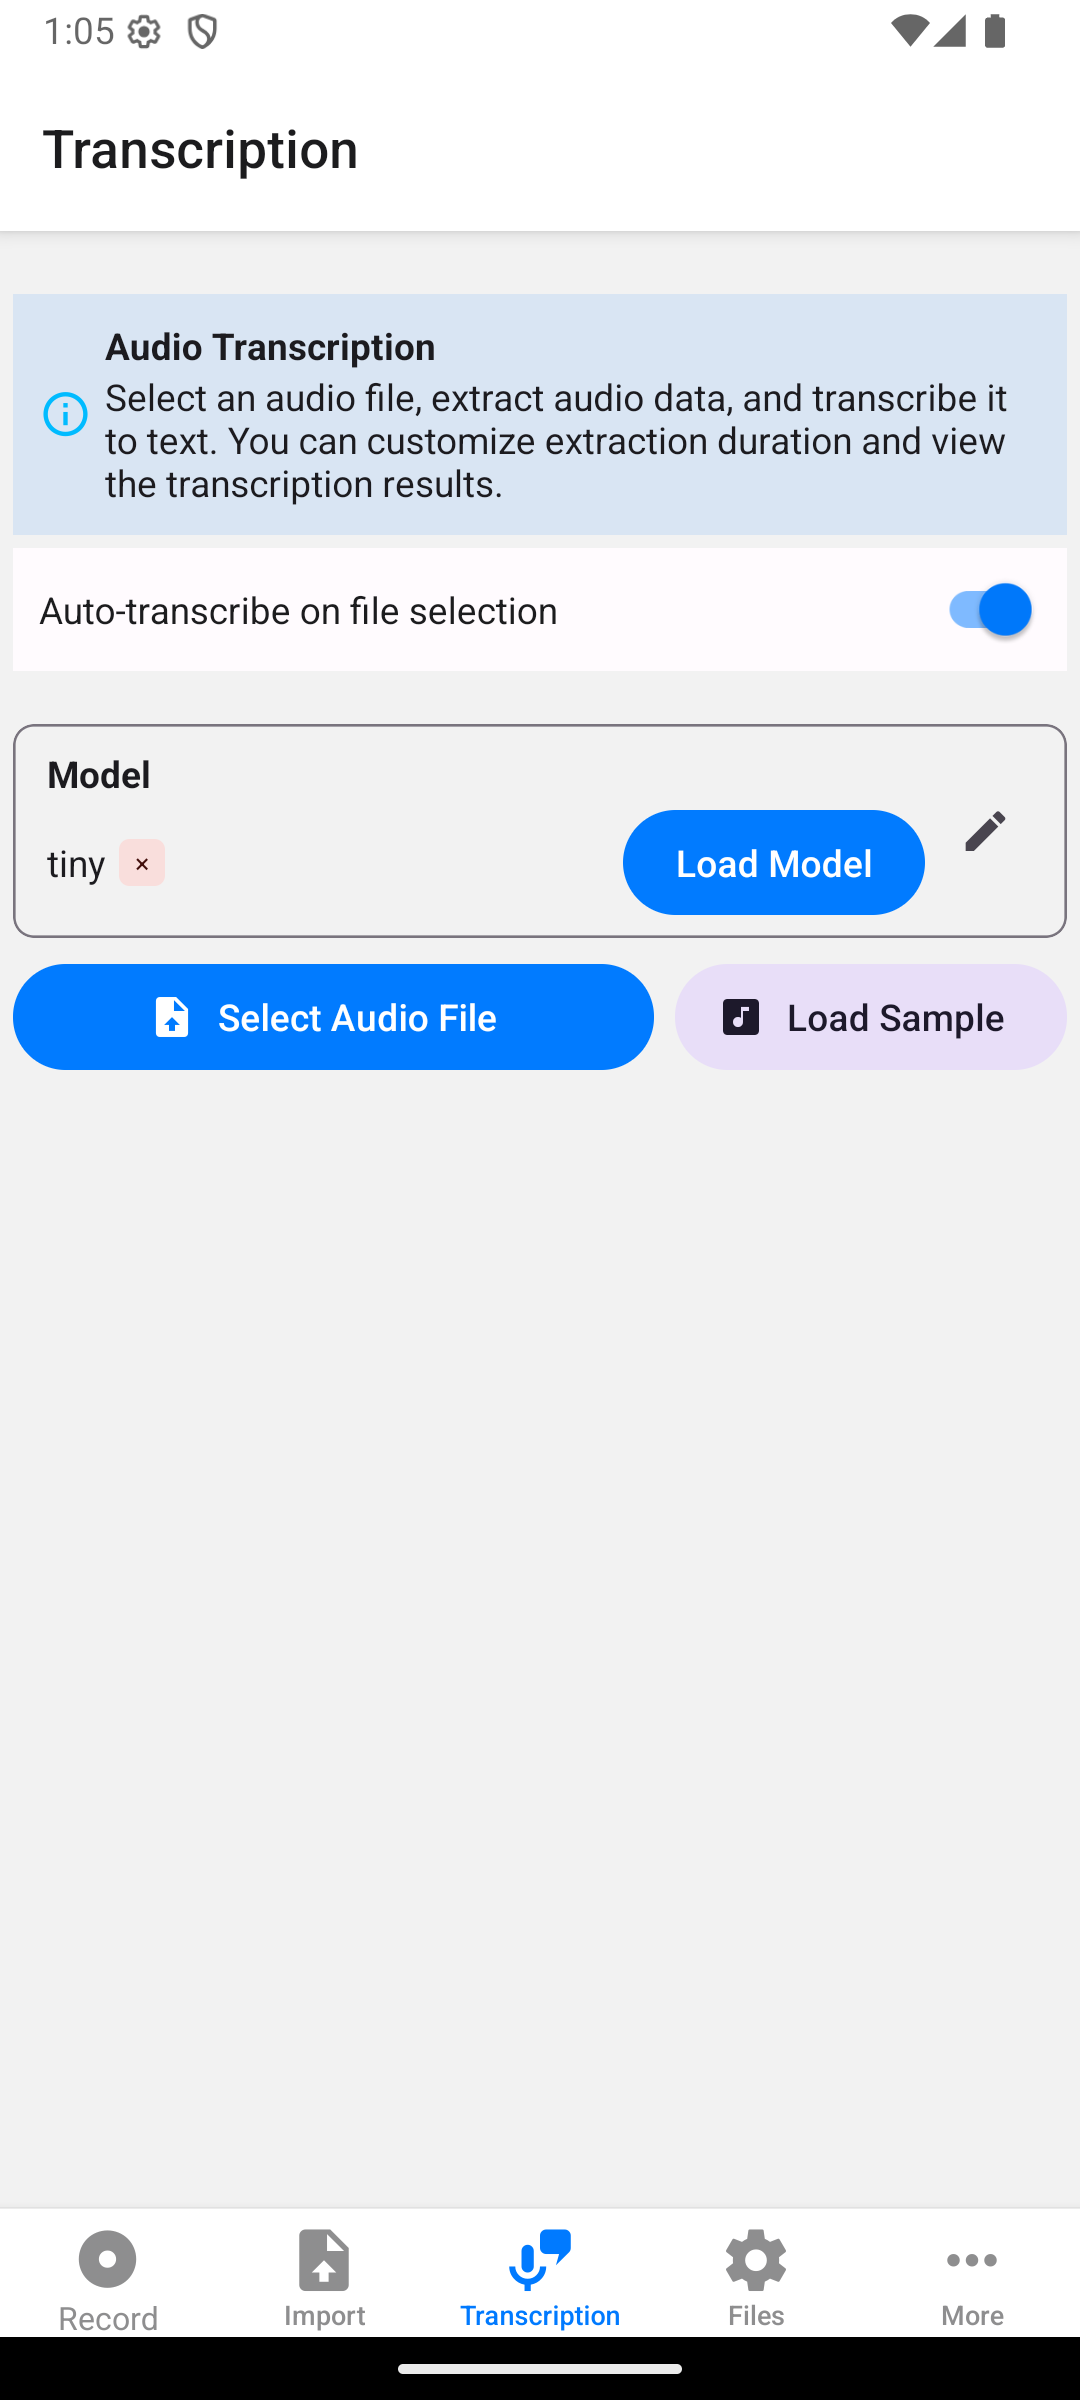 1:05
Transcription
Audio Transcription
Select an audio file, extract audio data, and transcribe it
to text. You can customize extraction duration and view
the transcription results.
Auto-transcribe on file selection
Model
tiny ×
Load Model
Select Audio File
Load Sample
Record
Import
Transcription
Files
More